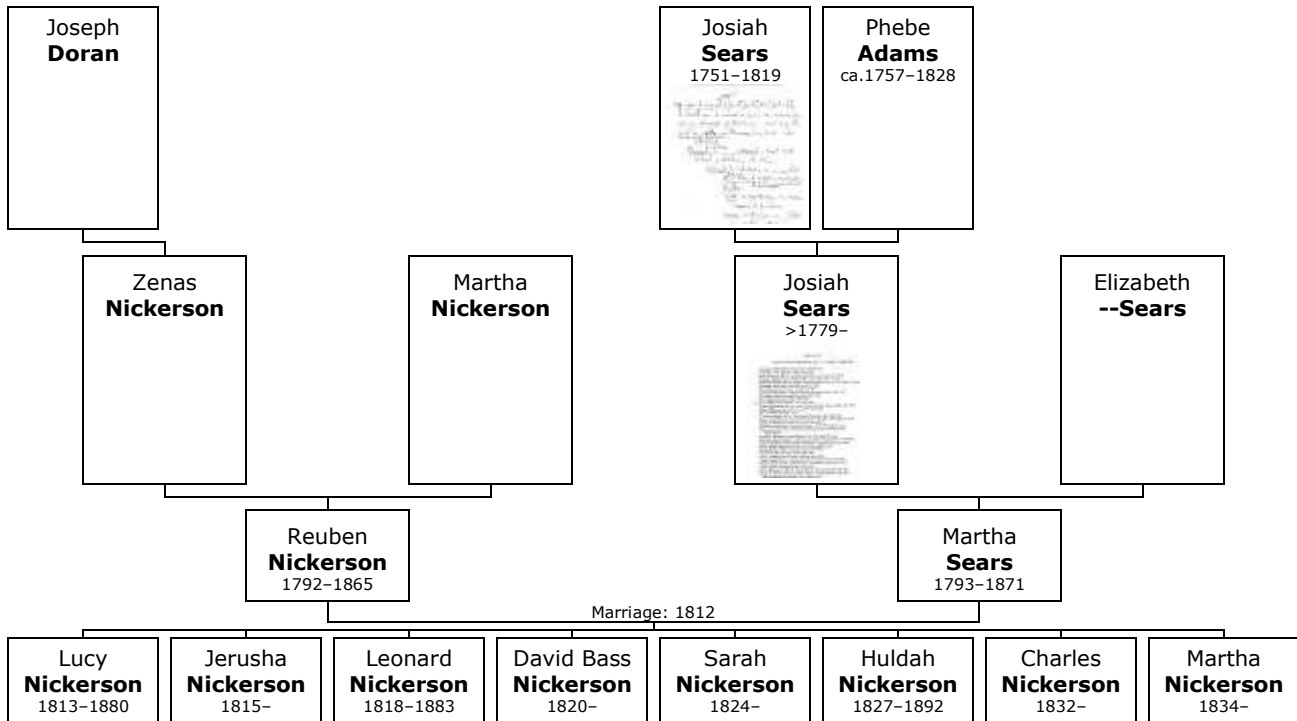 Joseph
Doran
Josiah
Sears
1751–1819
Phebe
Adams
ca.1757–1828
Zenas
Nickerson
Martha
Nickerson
Josiah
Sears
>1779–
Elizabeth
--Sears
Reuben
Nickerson
1792–1865
Martha
Sears
1793–1871
Marriage: 1812
Lucy
Nickerson
1813–1880
Jerusha
Nickerson
1815–
Leonard
Nickerson
1818–1883
David Bass
Nickerson
1820–
Sarah
Nickerson
1824–
Huldah
Nickerson
1827–1892
Charles
Nickerson
1832–
Martha
Nickerson
1834–